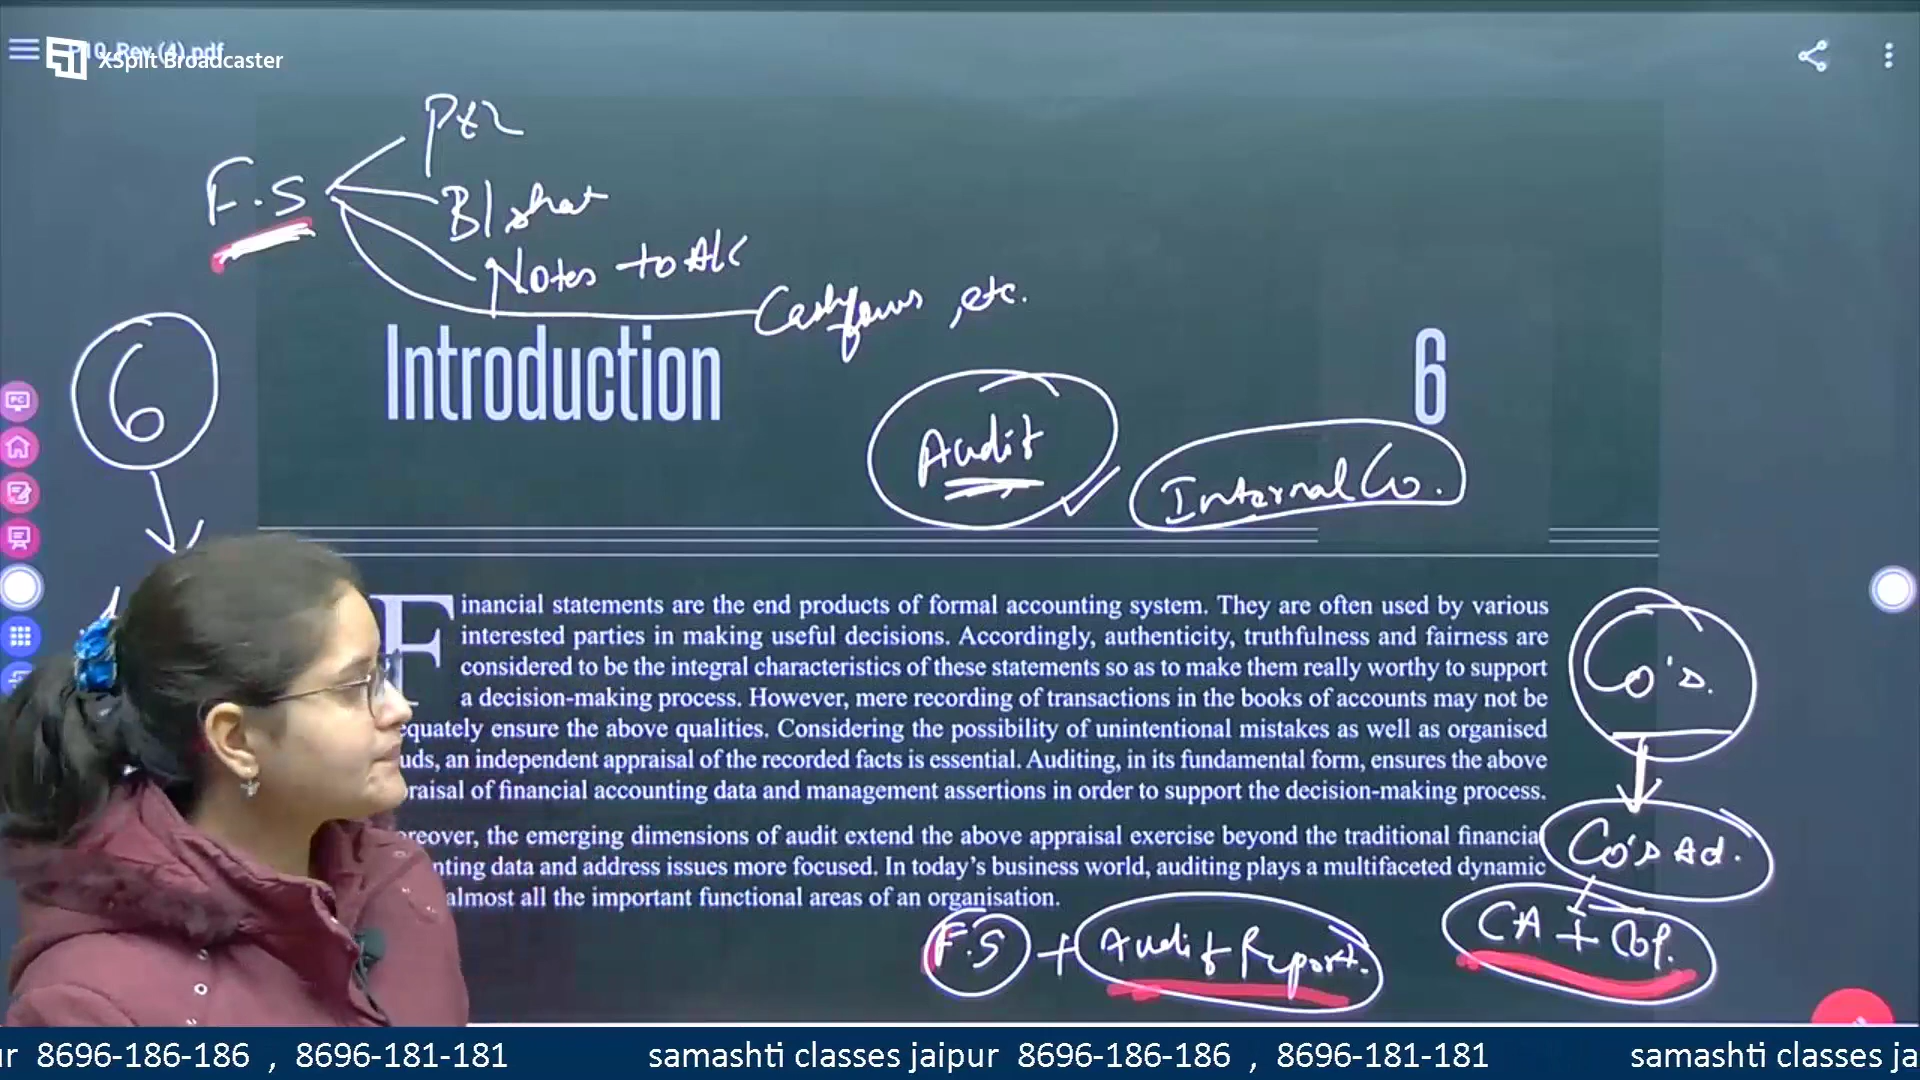 P10_Rev (4).pdf
XSplit Broadcaster
P&L
F.S
B/sheet
Notes to A/c
Cashflows, etc.
Introduction
6
6
Audit
Internal Co.
Financial statements are the end products of formal accounting system. They are often used by various
interested parties in making useful decisions. Accordingly, authenticity, truthfulness and fairness are
considered to be the integral characteristics of these statements so as to make them really worthy to support
a decision-making process. However, mere recording of transactions in the books of accounts may not be
equately ensure the above qualities. Considering the possibility of unintentional mistakes as well as organised
uds, an independent appraisal of the recorded facts is essential. Auditing, in its fundamental form, ensures the above
raisal of financial accounting data and management assertions in order to support the decision-making process.
reover, the emerging dimensions of audit extend the above appraisal exercise beyond the traditional financia
nting data and address issues more focused. In today's business world, auditing plays a multifaceted dynamic
almost all the important functional areas of an organisation.
Co's.
Co's Ad.
CA +
F.S + Audit Report.
ur 8696-186-186 , 8696-181-181 samashti classes jaipur 8696-186-186 , 8696-181-181 samashti classes ja